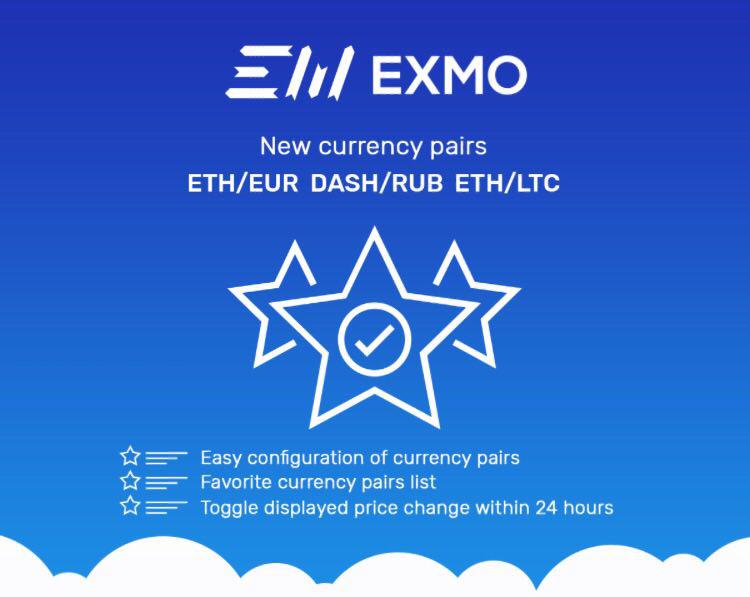 EXMO
New currency pairs
ETH/EUR DASH/RUB ETH/LTC
Easy configuration of currency pairs
Favorite currency pairs list
Toggle displayed price change within 24 hours